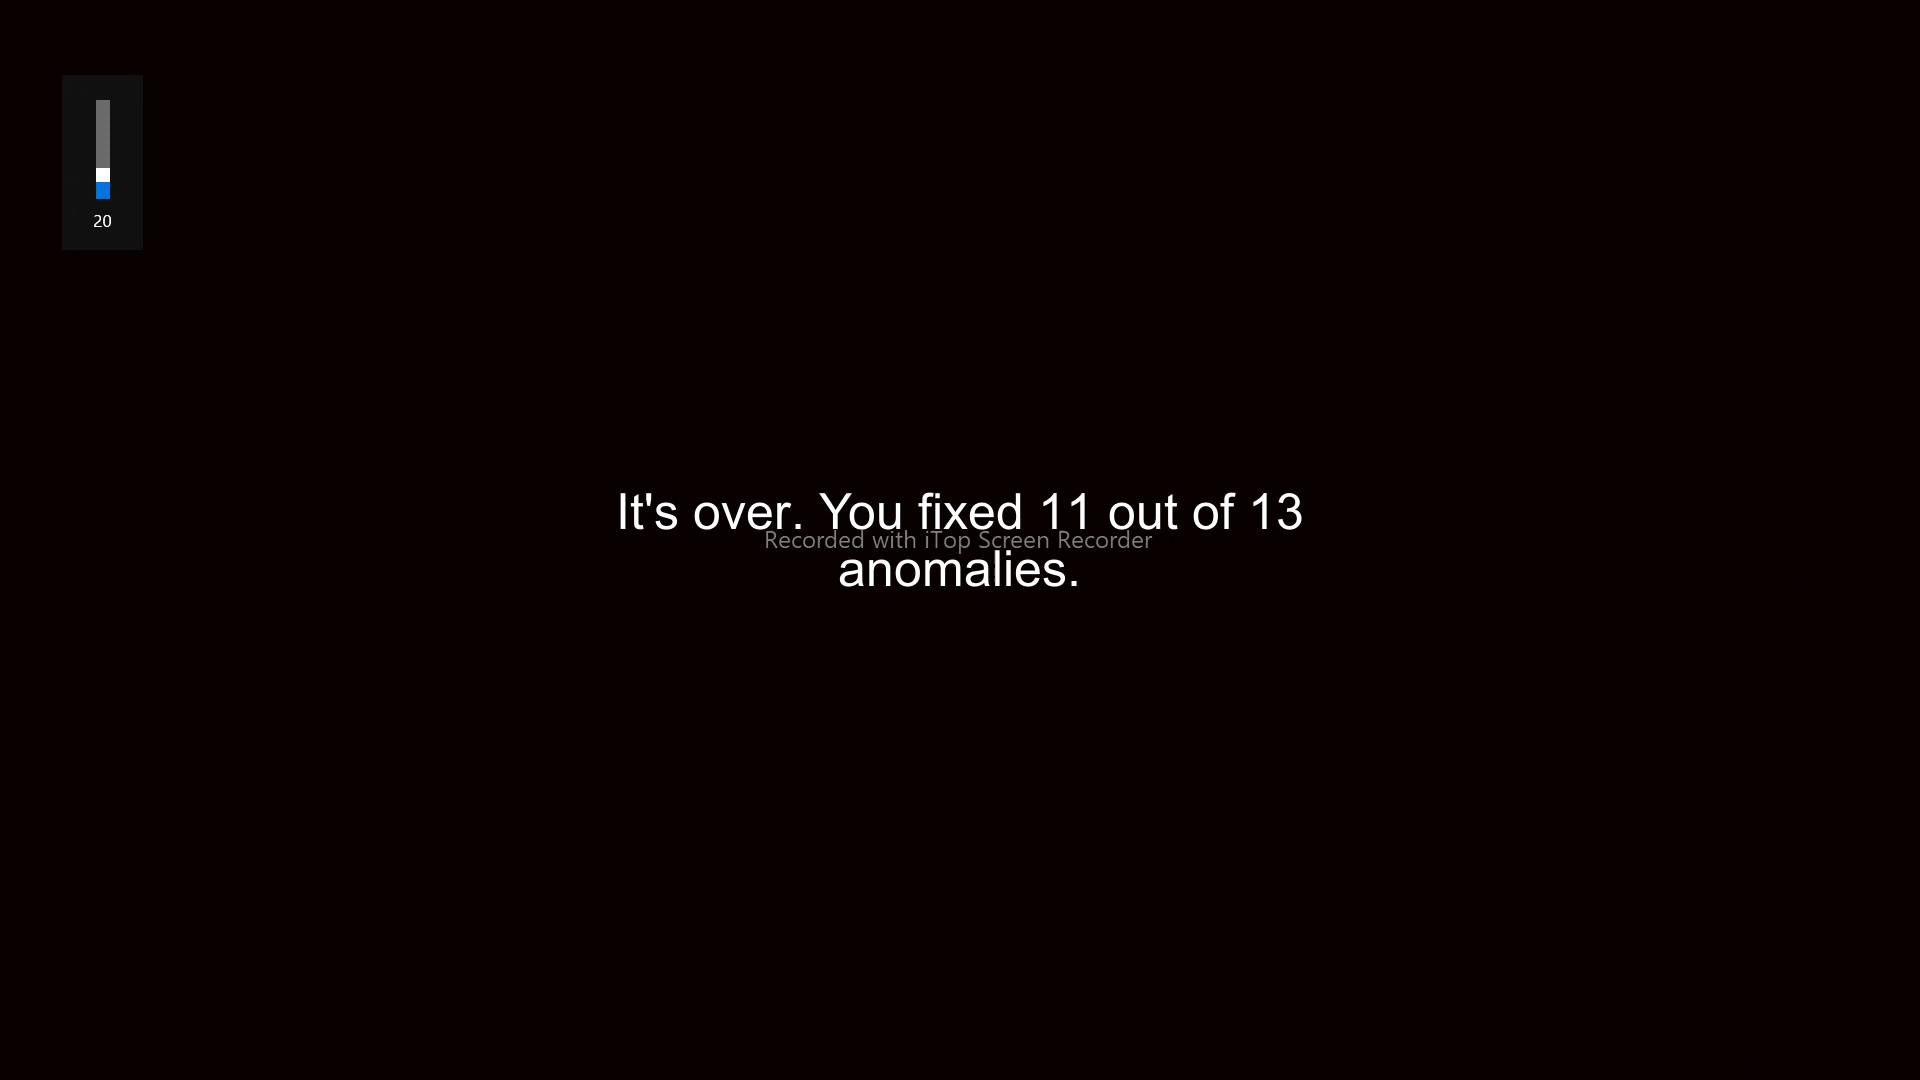 20
It's over. You fixed 11 out of 13
Recorded with iTop Screen Recorder
anomalies.